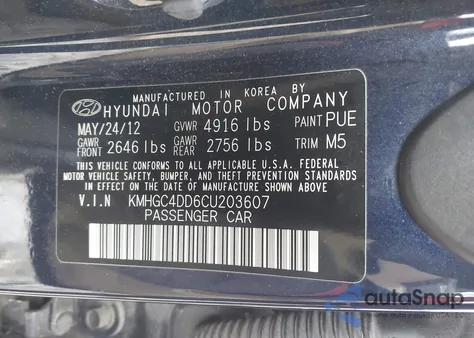 MANUFACTURED IN KOREA BY
HYUNDAI MOTOR COMPANY
MAY/24/12 GVWR 4916 lbs PAINT PUE
GAWR FRONT 2646 lbs GAWR REAR 2756 lbs TRIM M5
THIS VEHICLE CONFORMS TO ALL APPLICABLE U.S.A. FEDERAL
MOTOR VEHICLE SAFETY, BUMPER, AND THEFT PREVENTION
STANDARDS IN EFFECT ON THE DATE OF MANUFACTURE SHOWN ABOVE.
V.I.N KMHGC4DD6CU203607
PASSENGER CAR
autoSnap